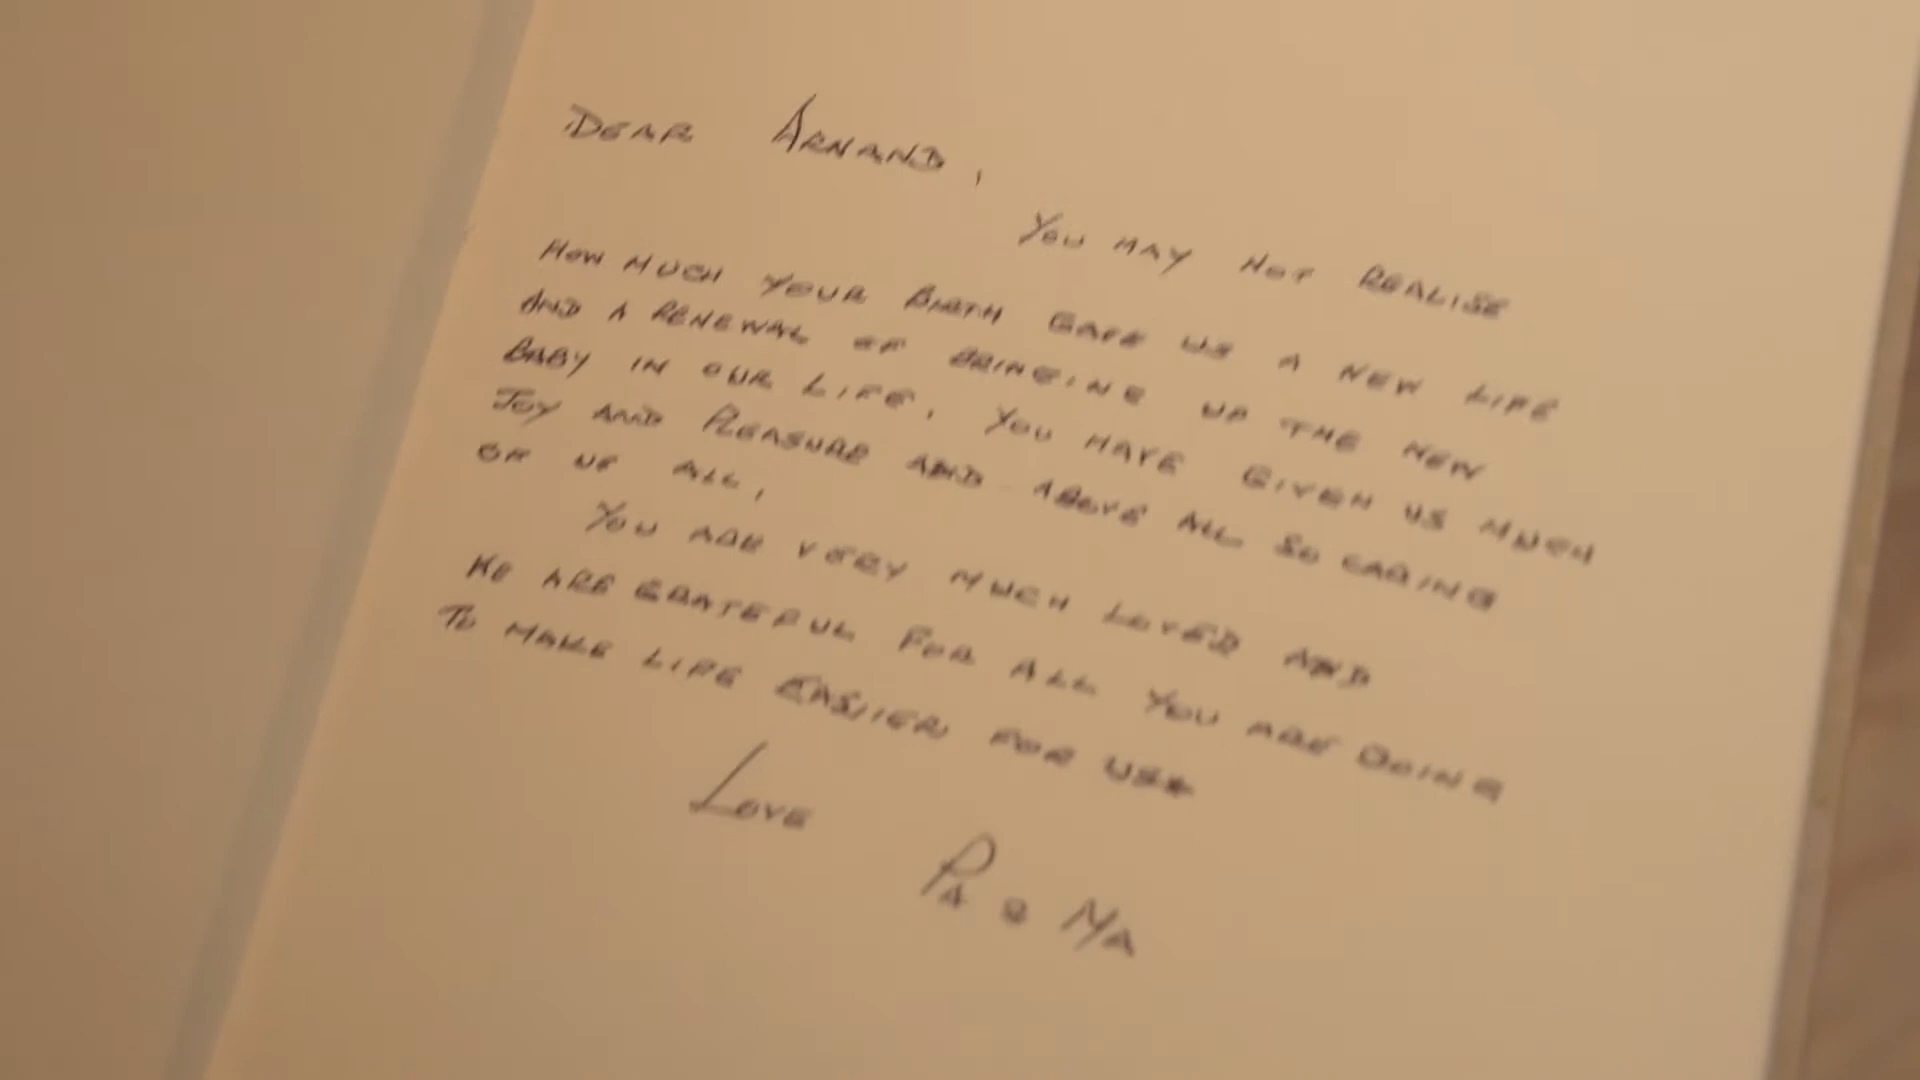 DEAR ARNAND,
YOU MAY NOT REALISE
HOW MUCH YOUR BIRTH GAVE US A NEW LIFE
AND A RENEWAL OF BRINGING UP THE NEW
BABY IN OUR LIFE. YOU HAVE GIVEN US MUCH
JOY AND PLEASURE AND ABOVE ALL SO CARING
OF US ALL,
YOU ARE VERY MUCH LOVED AND
WE ARE GRATEFUL FOR ALL YOU ARE DOING
TO MAKE LIFE EASIIER FOR US
LOVE
PA & MA